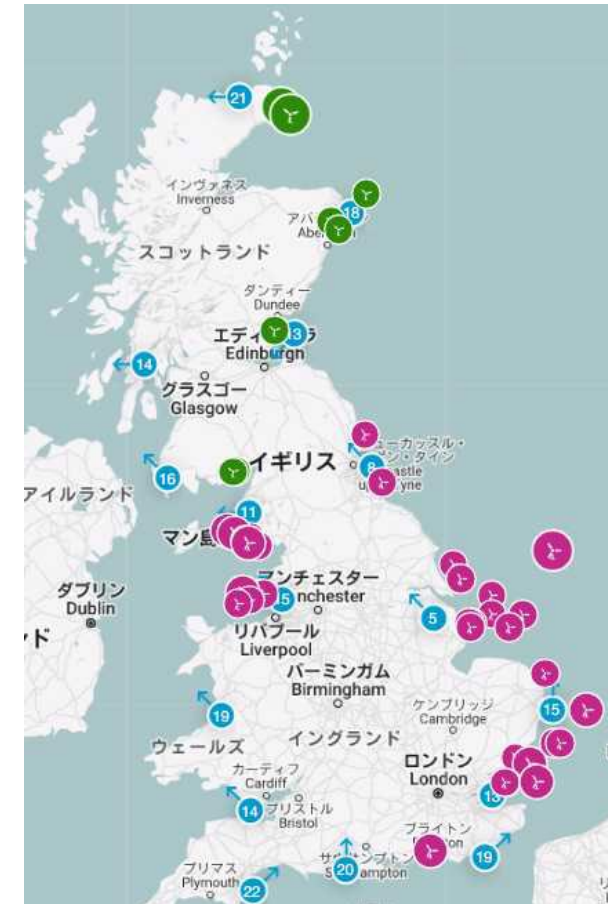 21
インヴァネス
Inverness
18
スコットランド
ダンディー
Dundee
Edinburgh
14
グラスゴー
Glasgow
イギリス
8
16
アイルランド
11
マン島
ダブリン
Dublin
マンチェスター
リバプール
Liverpool
5
バーミンガム
Birmingham
19
ケンブリッジ
Cambridge
15
ウェールズ
イングランド
カーディフ
Cardiff
ロンドン
London
14
ブリストル
Bristol
13
ブライトン
19
プリマス
Plymouth
20
22